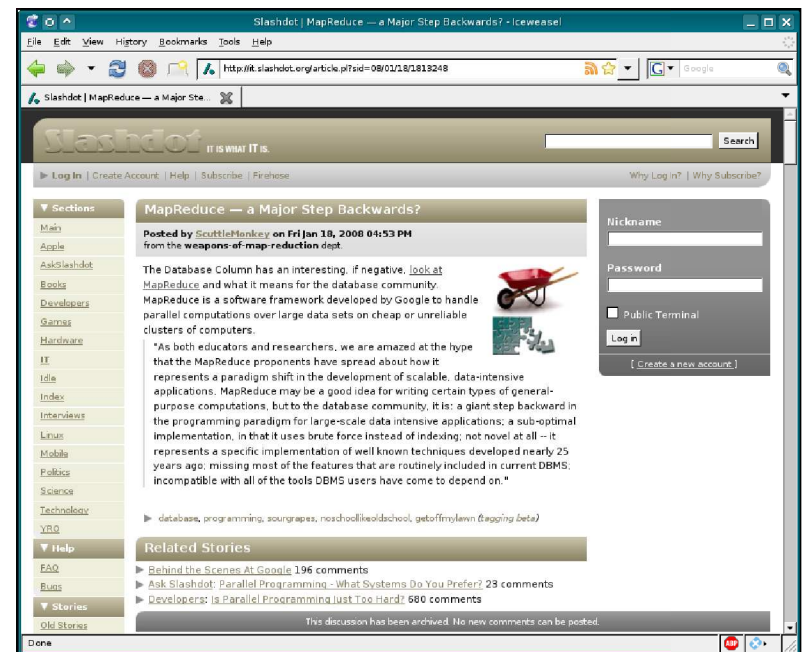 Slashdot | MapReduce — a Major Step Backwards? - Iceweasel
File Edit View History Bookmarks Tools Help
http://it.slashdot.org/article.pl?sid=08/01/18/1813248
G Google
Slashdot | MapReduce — a Major Ste...
Slashdot IT IS WHAT IT IS.
Search
Log In | Create Account | Help | Subscribe | Firehose
Why Log in? | Why Subscribe?
Sections
Main
Apple
AskSlashdot
Books
Developers
Games
Hardware
IT
Idle
Index
Interviews
Linux
Mobile
Politics
Science
Technology
YRO
Help
FAQ
Bugs
Stories
Old Stories
MapReduce — a Major Step Backwards?
Posted by ScuttleMonkey on Fri Jan 18, 2008 04:53 PM
from the weapons-of-map-reduction dept.
The Database Column has an interesting, if negative, look at
MapReduce and what it means for the database community.
MapReduce is a software framework developed by Google to handle
parallel computations over large data sets on cheap or unreliable
clusters of computers.
"As both educators and researchers, we are amazed at the hype
that the MapReduce proponents have spread about how it
represents a paradigm shift in the development of scalable, data-intensive
applications. MapReduce may be a good idea for writing certain types of general-
purpose computations, but to the database community, it is: a giant step backward in
the programming paradigm for large-scale data intensive applications; a sub-optimal
implementation, in that it uses brute force instead of indexing; not novel at all -- it
represents a specific implementation of well known techniques developed nearly 25
years ago; missing most of the features that are routinely included in current DBMS;
incompatible with all of the tools DBMS users have come to depend on."
database, programming, sourgrapes, noschoollikeoldschool, getoffmylawn (tagging beta)
Related Stories
Behind the Scenes At Google 196 comments
Ask Slashdot: Parallel Programming - What Systems Do You Prefer? 23 comments
Developers: Is Parallel Programming Just Too Hard? 680 comments
This discussion has been archived. No new comments can be posted.
Nickname
Password
Public Terminal
Log in
[ Create a new account ]
Done
ABP